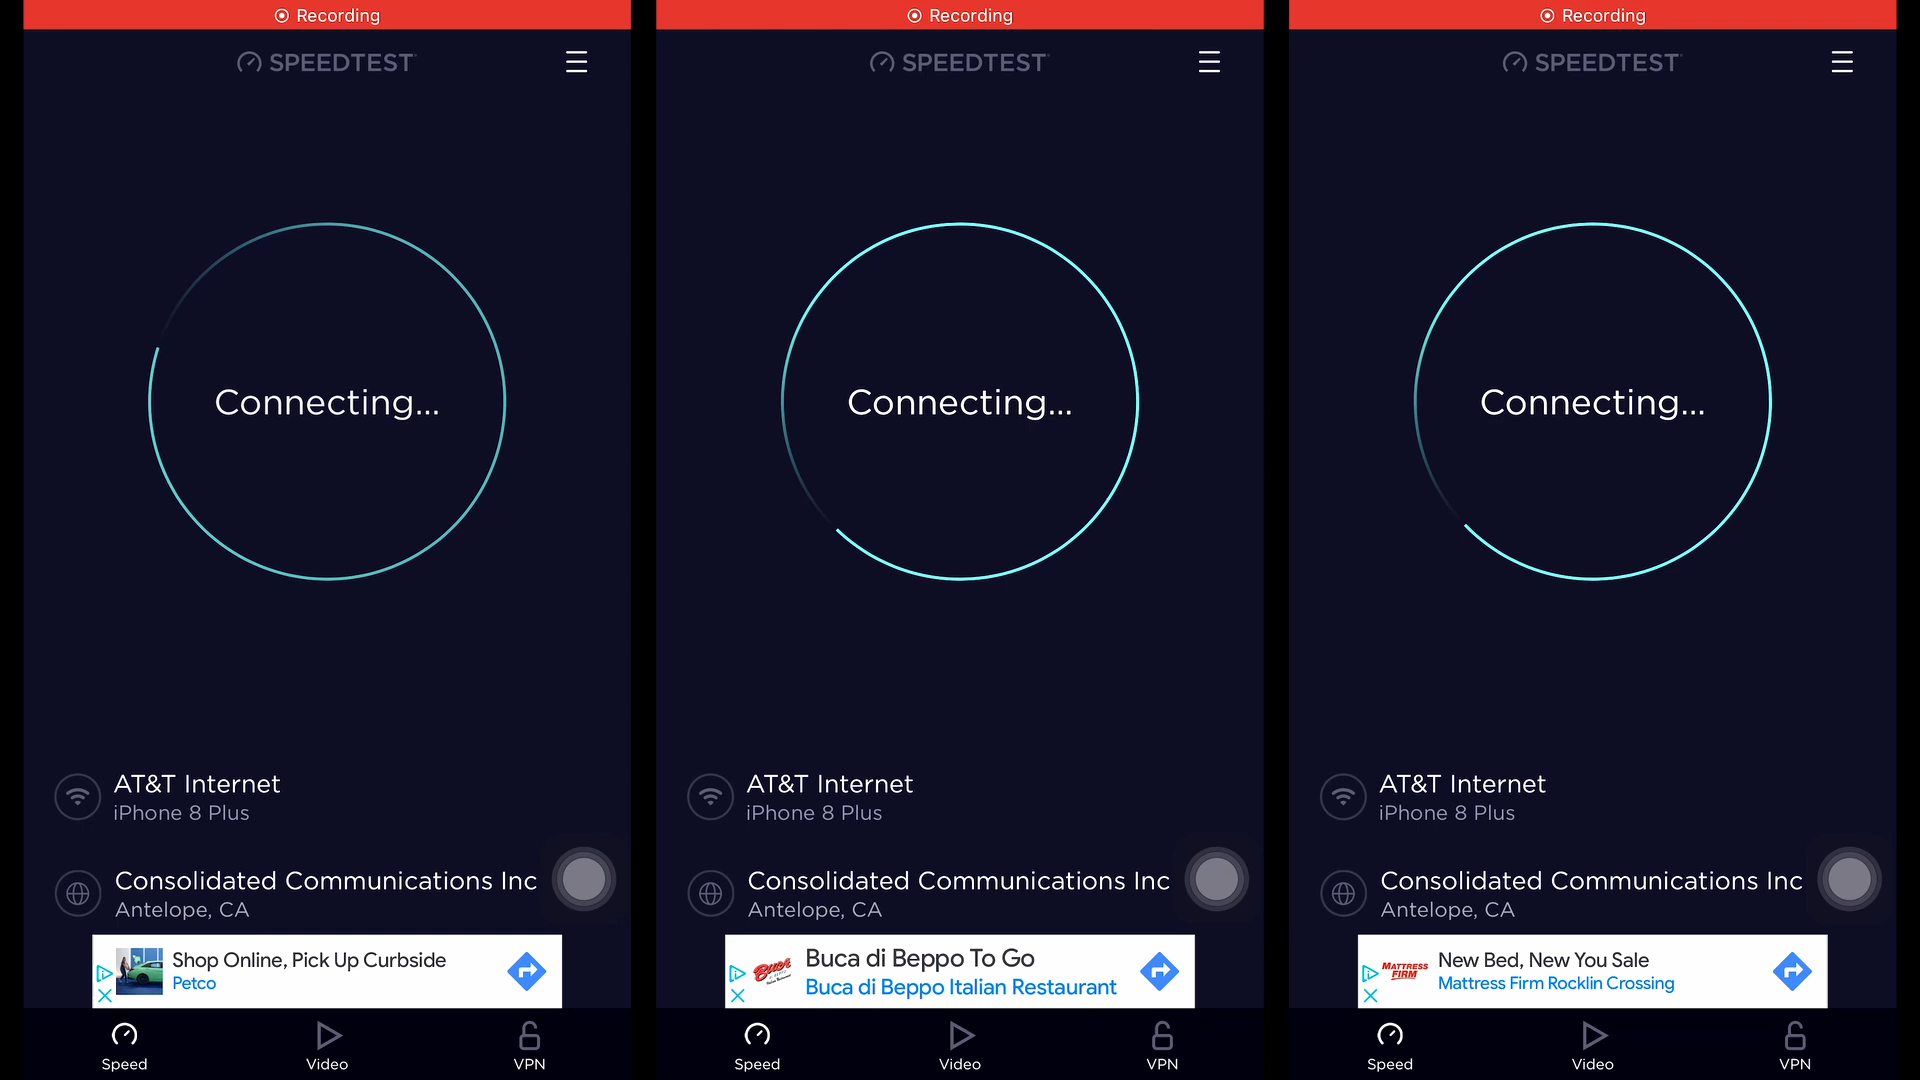 Recording
SPEEDTEST
Connecting...
AT&T Internet
iPhone 8 Plus
Consolidated Communications Inc
Antelope, CA
Shop Online, Pick Up Curbside
Petco
Speed
Video
VPN
Recording
SPEEDTEST
Connecting...
AT&T Internet
iPhone 8 Plus
Consolidated Communications Inc
Antelope, CA
Buca
Buca di Beppo To Go
Buca di Beppo Italian Restaurant
Speed
Video
VPN
Recording
SPEEDTEST
Connecting...
AT&T Internet
iPhone 8 Plus
Consolidated Communications Inc
Antelope, CA
MATTRESS
FIRM
New Bed, New You Sale
Mattress Firm Rocklin Crossing
Speed
Video
VPN